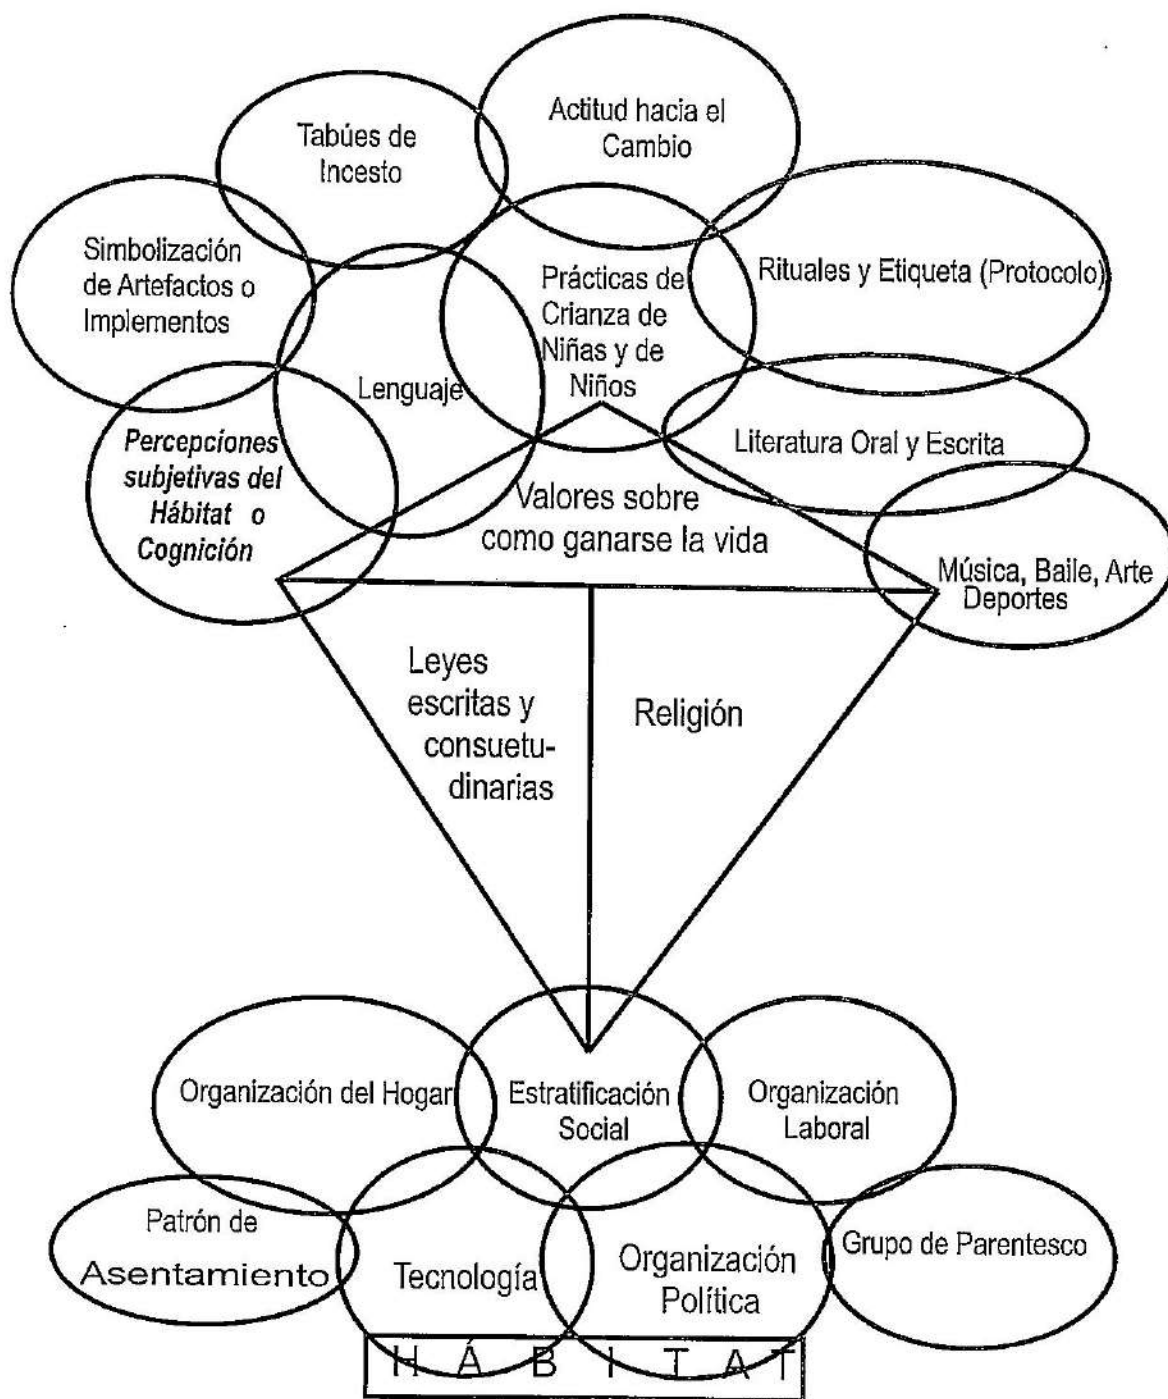 Actitud hacia el
Cambio
Tabúes de
Incesto
Simbolización
de Artefactos o
Implementos
Prácticas de
Crianza de
Niñas y de
Niños
Rituales y Etiqueta (Protocolo)
Lenguaje
Literatura Oral y Escrita
Percepciones
subjetivas del
Hábitat o
Cognición
Valores sobre
como ganarse la vida
Música, Baile, Arte
Deportes
Leyes
escritas y
consuetu-
dinarias
Religión
Organización del Hogar
Estratificación
Social
Organización
Laboral
Patrón de
Asentamiento
Tecnología
Organización
Política
Grupo de Parentesco
HÁBITAT